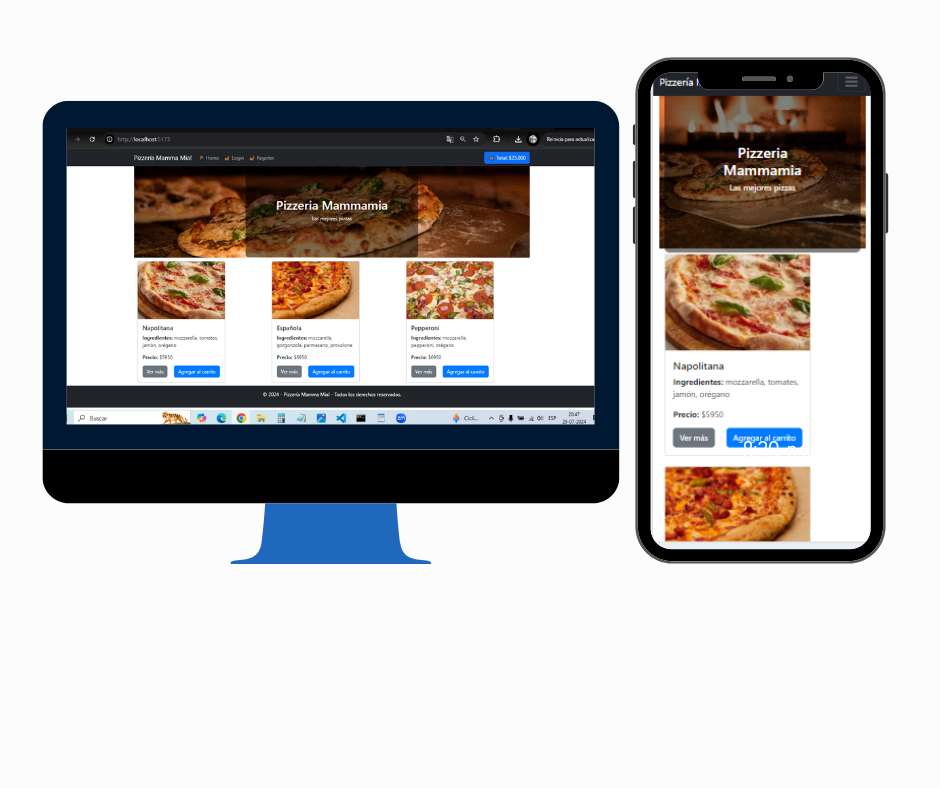 http://localhost:5173
Reinicia para actualiza
Pizzería Mamma Mia!
Home
Login
Register
Total: $25.000
Pizzeria Mammamia
Las mejores pizzas
Napolitana
Ingredientes: mozzarella, tomates,
jamón, orégano
Precio: $5950
Ver más
Agregar al carrito
Española
Ingredientes: mozzarella,
gorgonzola, parmesano, provolone
Precio: $6950
Ver más
Agregar al carrito
Pepperoni
Ingredientes: mozzarella,
pepperoni, orégano
Precio: $6950
Ver más
Agregar al carrito
© 2024 - Pizzería Mamma Mia! - Todos los derechos reservados.
Buscar
zm
Cicl...
ESP
20:47
20-07-2024
Pizzería
Pizzeria
Mammamia
Las mejores pizzas
Napolitana
Ingredientes: mozzarella, tomates,
jamón, orégano
Precio: $5950
Ver más
Agregar al carrito